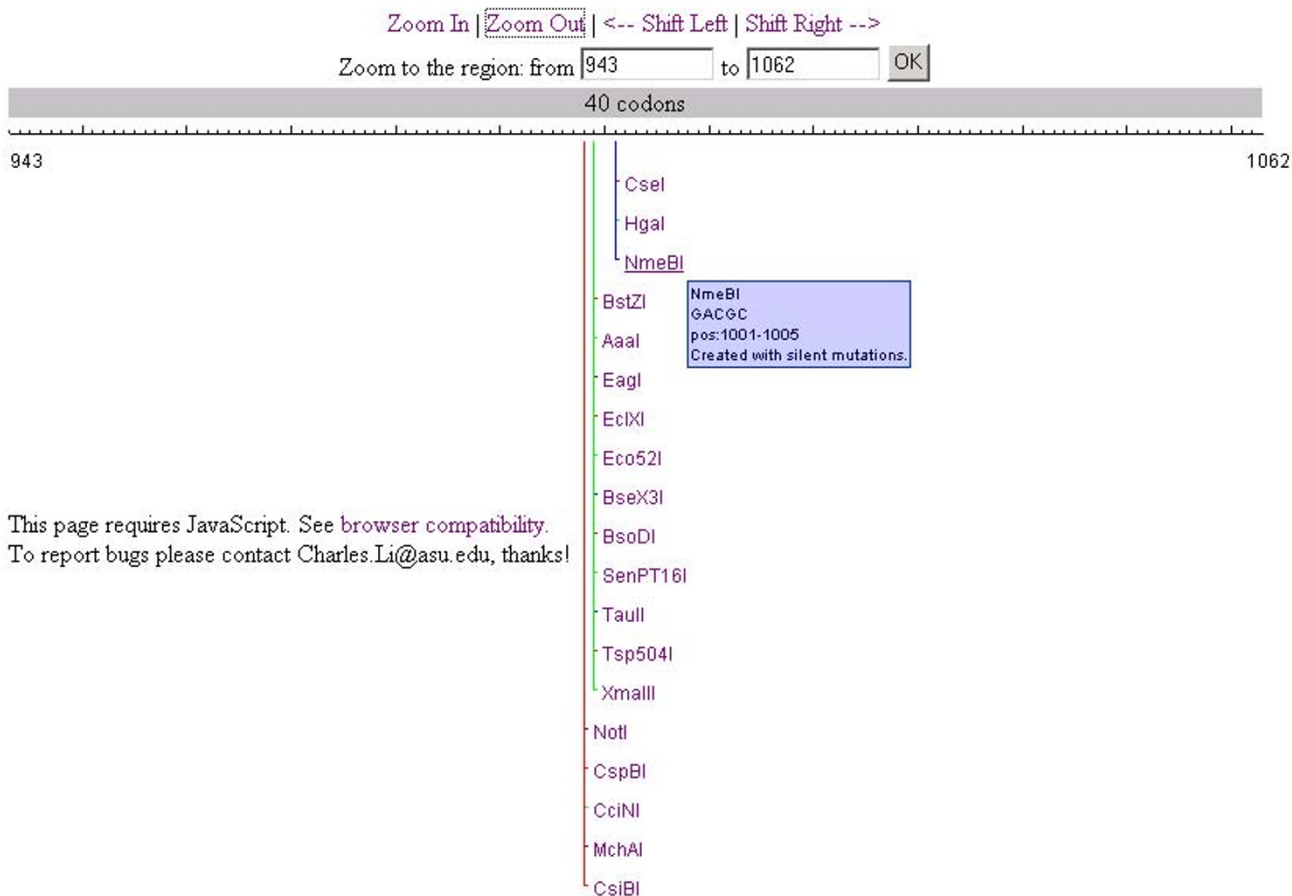 Zoom In | Zoom Out | <-- Shift Left | Shift Right -->
Zoom to the region: from 943 to 1062 OK
40 codons
943 1062
CseI
HgaI
NmeBI
NmeBI
GACGC
pos:1001-1005
Created with silent mutations.
BstZI
AaaI
EagI
EclXI
Eco52I
BseX3I
This page requires JavaScript. See browser compatibility.
To report bugs please contact Charles.Li@asu.edu, thanks!
BsoDI
SenPT16I
TauII
Tsp504I
XmaIII
NotI
CspBI
CciNI
MchAI
CsiBI